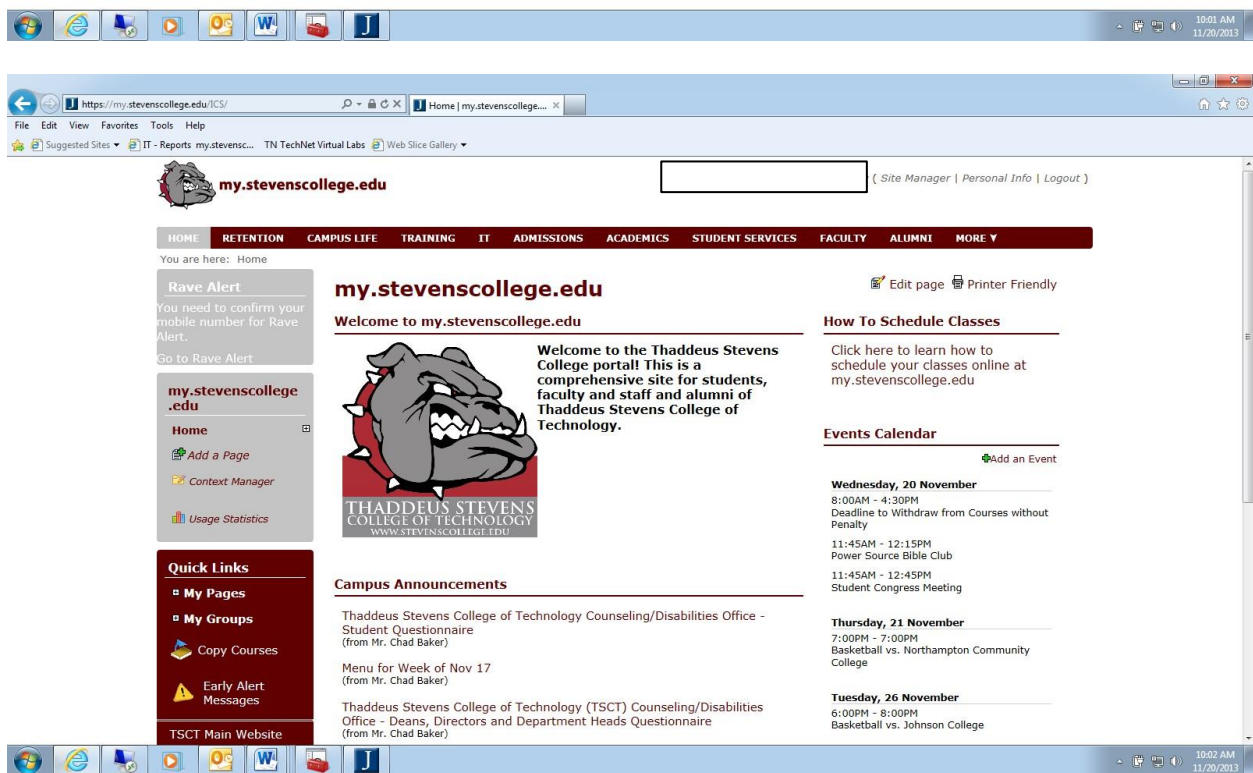 10:01 AM
11/20/2013
https://my.stevenscollege.edu/ICS/
Home | my.stevenscollege....
File Edit View Favorites Tools Help
Suggested Sites IT - Reports my.stevensc... TN TechNet Virtual Labs Web Slice Gallery
my.stevenscollege.edu
( Site Manager | Personal Info | Logout )
HOME RETENTION CAMPUS LIFE TRAINING IT ADMISSIONS ACADEMICS STUDENT SERVICES FACULTY ALUMNI MORE
You are here: Home
Rave Alert
You need to confirm your
mobile number for Rave
Alert.
Go to Rave Alert
my.stevenscollege
.edu
Home
Add a Page
Context Manager
Usage Statistics
Quick Links
My Pages
My Groups
Copy Courses
Early Alert
Messages
TSCT Main Website
my.stevenscollege.edu
Welcome to my.stevenscollege.edu
THADDEUS STEVENS
COLLEGE OF TECHNOLOGY
WWW.STEVENSCOLLEGE.EDU
Welcome to the Thaddeus Stevens
College portal! This is a
comprehensive site for students,
faculty and staff and alumni of
Thaddeus Stevens College of
Technology.
Campus Announcements
Thaddeus Stevens College of Technology Counseling/Disabilities Office -
Student Questionnaire
(from Mr. Chad Baker)
Menu for Week of Nov 17
(from Mr. Chad Baker)
Thaddeus Stevens College of Technology (TSCT) Counseling/Disabilities
Office - Deans, Directors and Department Heads Questionnaire
(from Mr. Chad Baker)
Edit page Printer Friendly
How To Schedule Classes
Click here to learn how to
schedule your classes online at
my.stevenscollege.edu
Events Calendar
Add an Event
Wednesday, 20 November
8:00AM - 4:30PM
Deadline to Withdraw from Courses without
Penalty
11:45AM - 12:15PM
Power Source Bible Club
11:45AM - 12:45PM
Student Congress Meeting
Thursday, 21 November
7:00PM - 7:00PM
Basketball vs. Northampton Community
College
Tuesday, 26 November
6:00PM - 8:00PM
Basketball vs. Johnson College
10:02 AM
11/20/2013